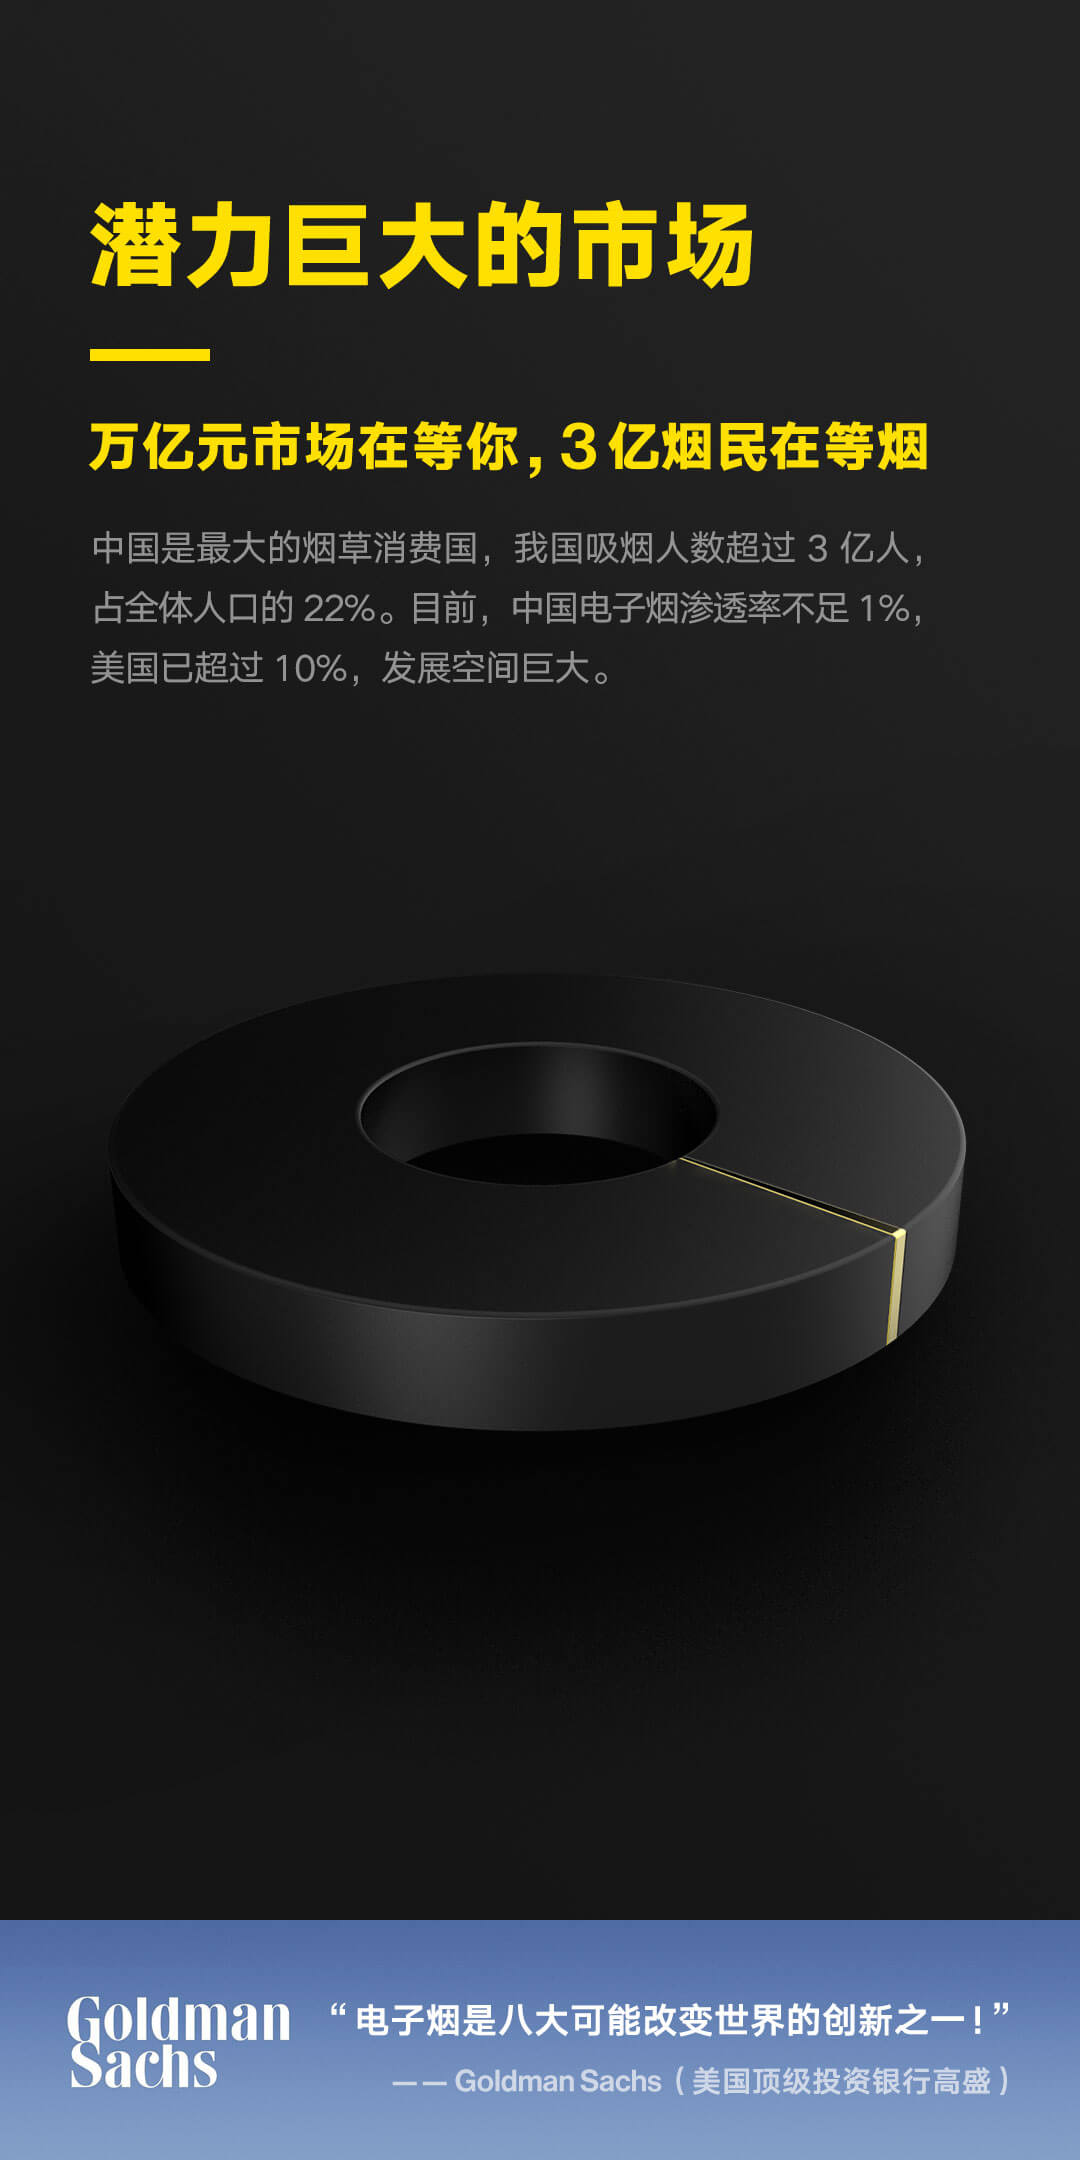 潜力巨大的市场
万亿元市场在等你，3 亿烟民在等烟
中国是最大的烟草消费国，我国吸烟人数超过 3 亿人，
占全体人口的 22%。目前，中国电子烟渗透率不足 1%，
美国已超过 10%，发展空间巨大。
Goldman
Sachs
“电子烟是八大可能改变世界的创新之一！”
—— Goldman Sachs（美国顶级投资银行高盛）